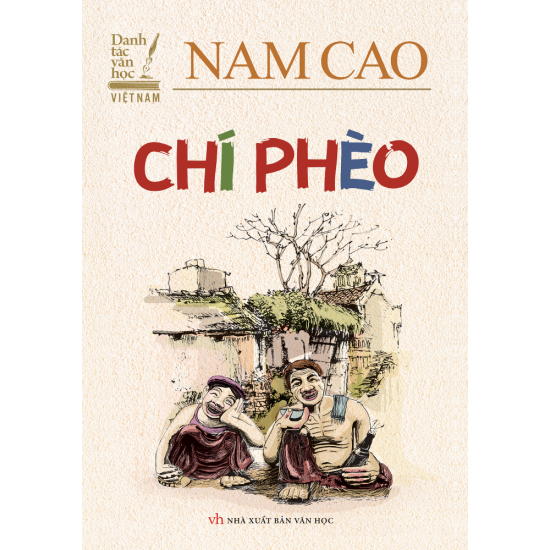 Danh
tác
văn
học
VIỆT NAM
NAM CAO
CHÍ PHÈO
vh NHÀ XUẤT BẢN VĂN HỌC